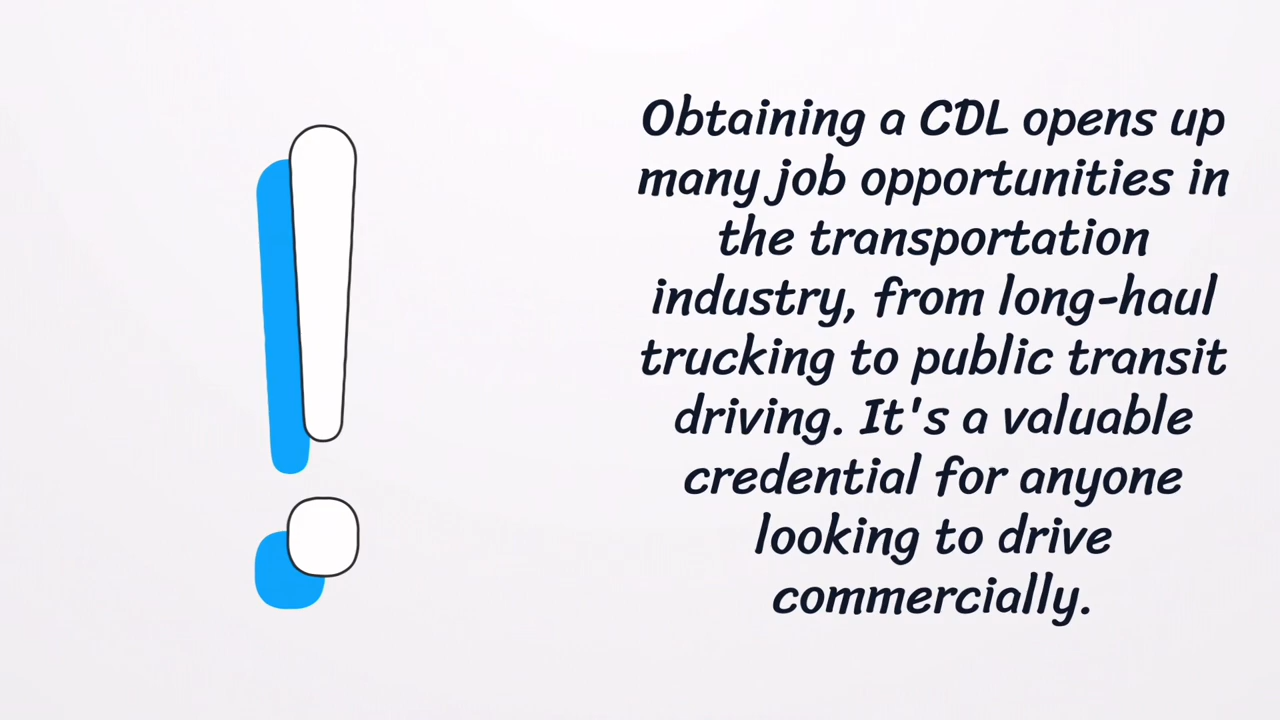 Obtaining a CDL opens up
many job opportunities in
the transportation
industry, from long-haul
trucking to public transit
driving. It's a valuable
credential for anyone
looking to drive
commercially.